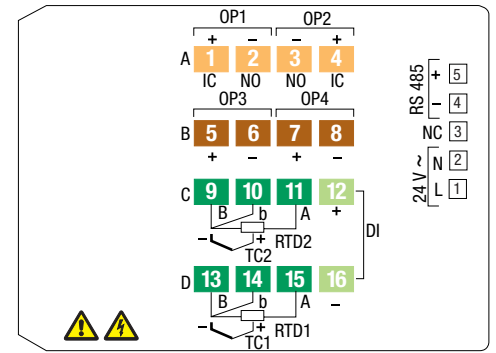 OP1 OP2
+ − − +
A 1 2 3 4
IC NO NO IC
OP3 OP4
B 5 6 7 8
+ − + −
C 9 10 11 12
B b A +
− + RTD2
TC2
DI
D 13 14 15 16
B b A −
− + RTD1
TC1
RS 485
+ 5
− 4
NC 3
24 V ~
N 2
L 1